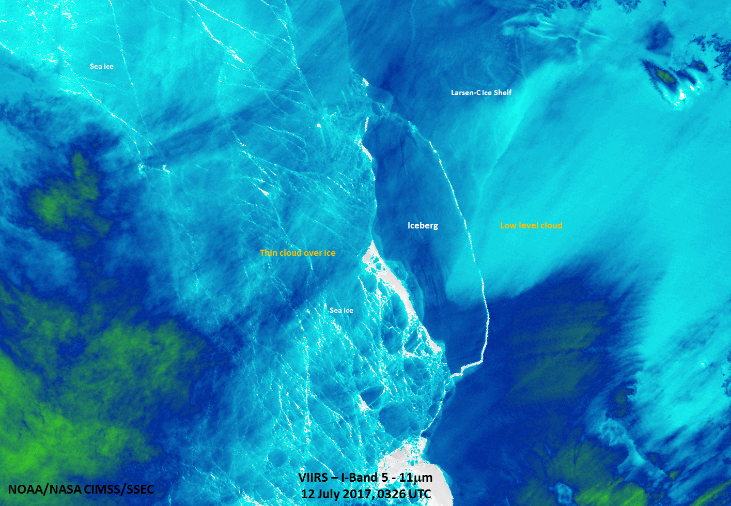 Sea ice
Larsen-C Ice Shelf
Iceberg
Low level cloud
Thin cloud over ice
Sea ice
VIIRS – I-Band 5 - 11µm
12 July 2017, 0326 UTC
NOAA/NASA CIMSS/SSEC